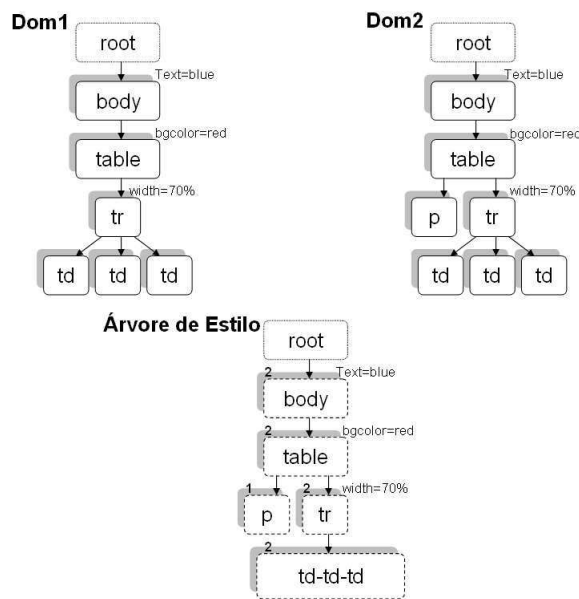 Dom1
root
Text=blue
body
bgcolor=red
table
width=70%
tr
td td td
Dom2
root
Text=blue
body
bgcolor=red
table
width=70%
p tr
td td td
Árvore de Estilo
root
2 Text=blue
body
2 bgcolor=red
table
1 2 width=70%
p tr
2
td-td-td